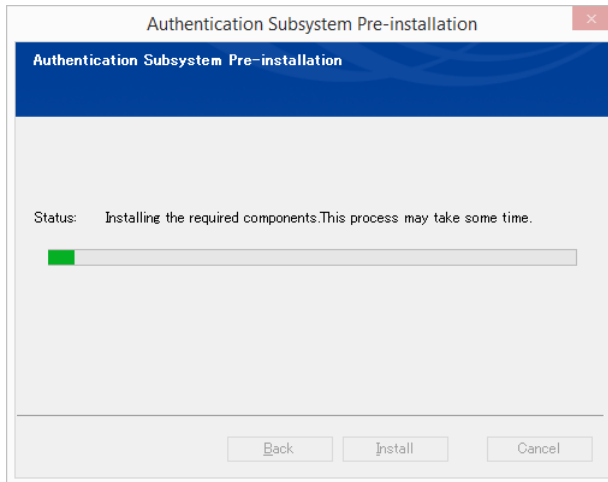 Authentication Subsystem Pre-installation
Authentication Subsystem Pre-installation
Status: Installing the required components.This process may take some time.
Back Install Cancel